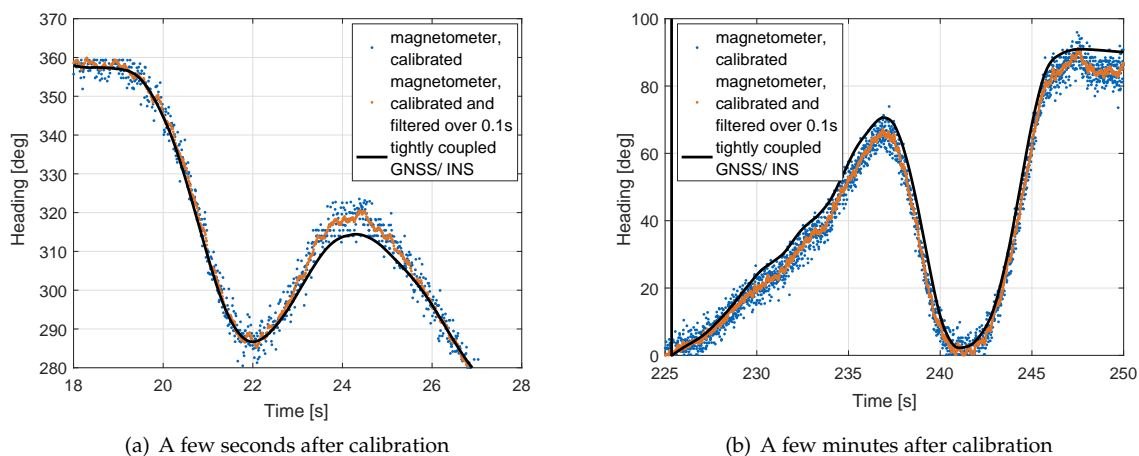 370
360
350
340
330
320
310
300
290
280
Heading [deg]
18
20
22
24
26
28
Time [s]
magnetometer,
calibrated
magnetometer,
calibrated and
filtered over 0.1s
tightly coupled
GNSS/ INS
(a) A few seconds after calibration
100
80
60
40
20
0
Heading [deg]
225
230
235
240
245
250
Time [s]
magnetometer,
calibrated
magnetometer,
calibrated and
filtered over 0.1s
tightly coupled
GNSS/ INS
(b) A few minutes after calibration